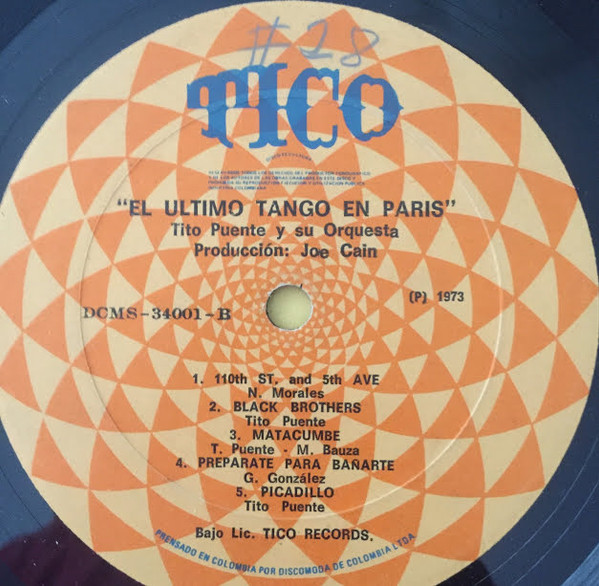 #28
TICO
"EL ULTIMO TANGO EN PARIS"
Tito Puente y su Orquesta
Producción: Joe Cain
(P) 1973
DCMS-34001-B
1. 110th ST. and 5th AVE
N. Morales
2. BLACK BROTHERS
Tito Puente
3. MATACUMBE
T. Puente - M. Bauza
4. PREPARATE PARA BAÑARTE
G. González
5. PICADILLO
Tito Puente
Bajo Lic. TICO RECORDS.
PRENSADO EN COLOMBIA POR DISCOMODA DE COLOMBIA LTDA